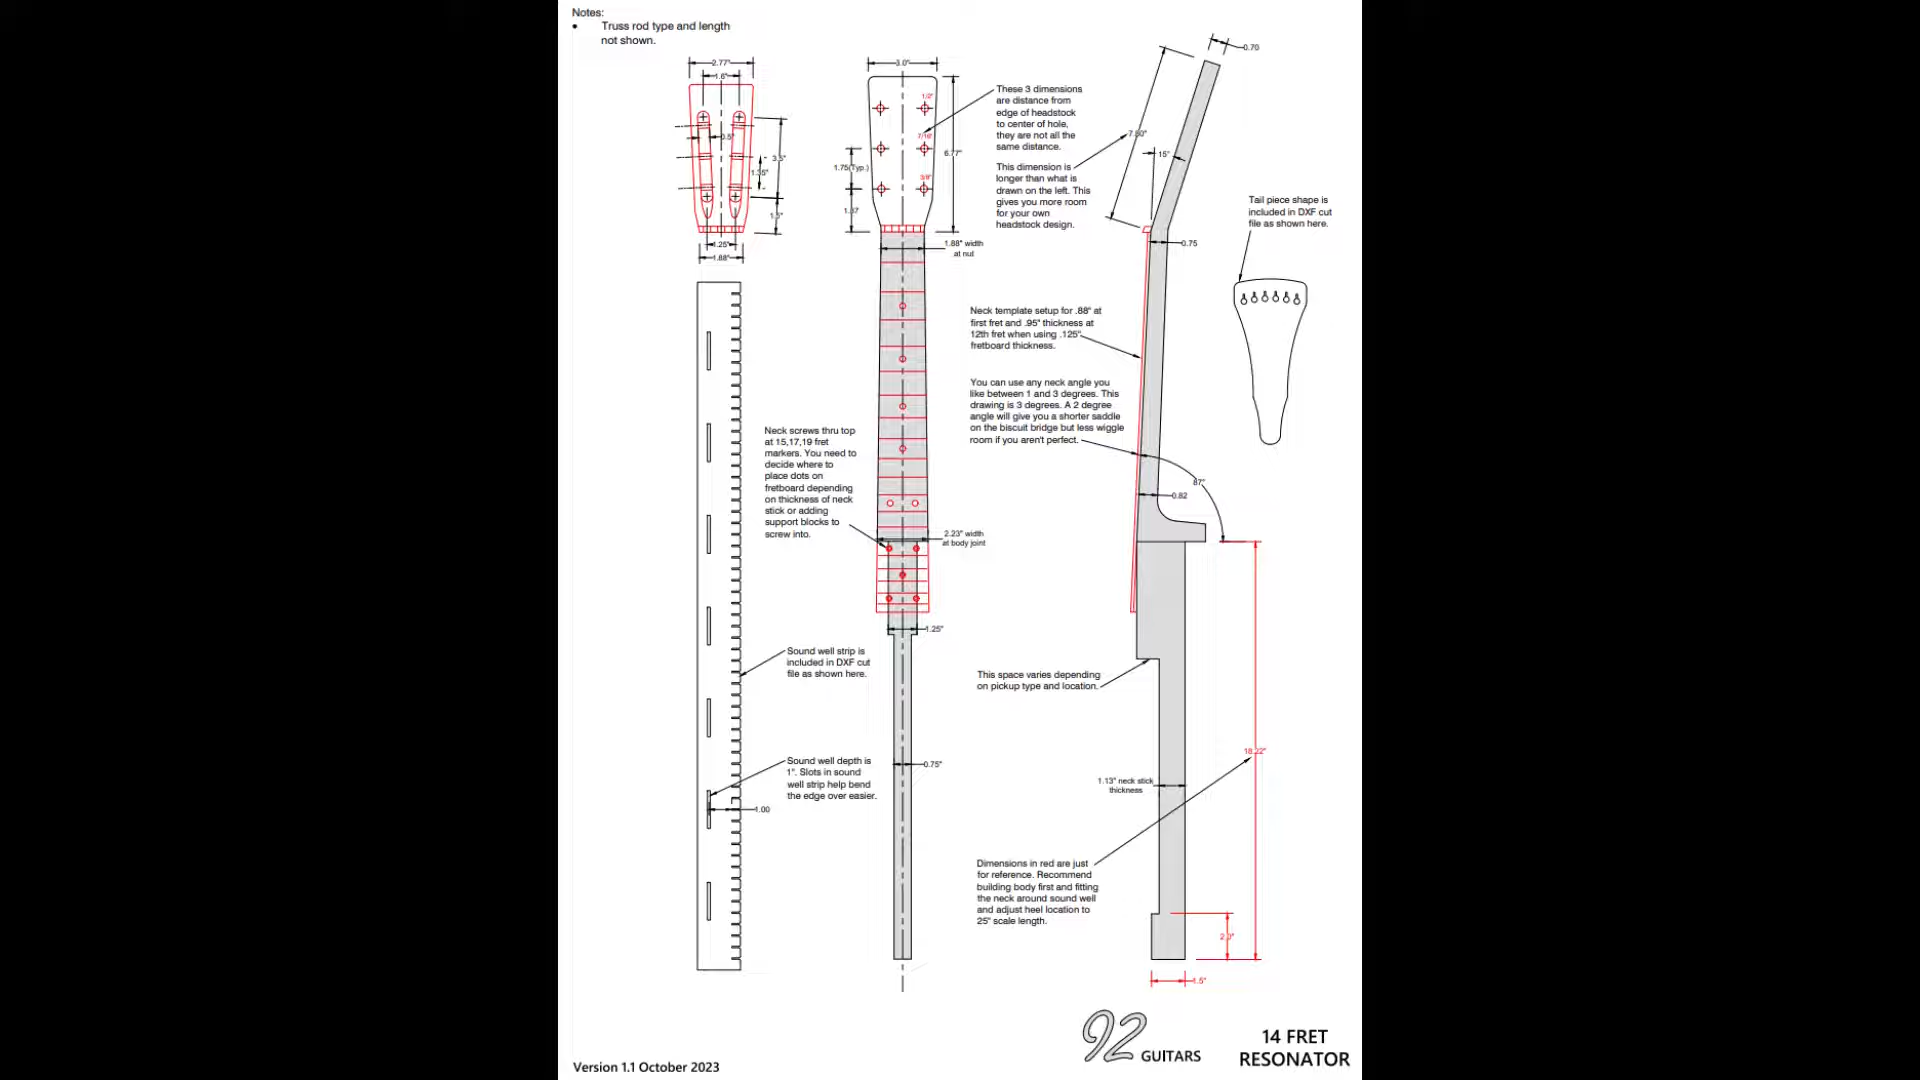 Notes:
• Truss rod type and length
not shown.
2.77"
1.6"
0.5"
3.5"
1.35"
1.5"
1.25"
1.88"
3.0"
1/2"
7/16"
3/8"
1.75(Typ.)
6.77"
1.37
1.88" width
at nut
These 3 dimensions
are distance from
edge of headstock
to center of hole,
they are not all the
same distance.
This dimension is
longer than what is
drawn on the left. This
gives you more room
for your own
headstock design.
0.70
15°
0.75
Tail piece shape is
included in DXF cut
file as shown here.
Neck template setup for .88" at
first fret and .95" thickness at
12th fret when using .125"
fretboard thickness.
You can use any neck angle you
like between 1 and 3 degrees. This
drawing is 3 degrees. A 2 degree
angle will give you a shorter saddle
on the biscuit bridge but less wiggle
room if you aren't perfect.
87°
0.82
Neck screws thru top
at 15,17,19 fret
markers. You need to
decide where to
place dots on
fretboard depending
on thickness of neck
stick or adding
support blocks to
screw into.
2.23" width
at body joint
1.25"
Sound well strip is
included in DXF cut
file as shown here.
This space varies depending
on pickup type and location.
Sound well depth is
1". Slots in sound
well strip help bend
the edge over easier.
1.00
0.75"
1.13" neck stick
thickness
Dimensions in red are just
for reference. Recommend
building body first and fitting
the neck around sound well
and adjust heel location to
25" scale length.
1.5"
92 GUITARS
14 FRET
RESONATOR
Version 1.1 October 2023